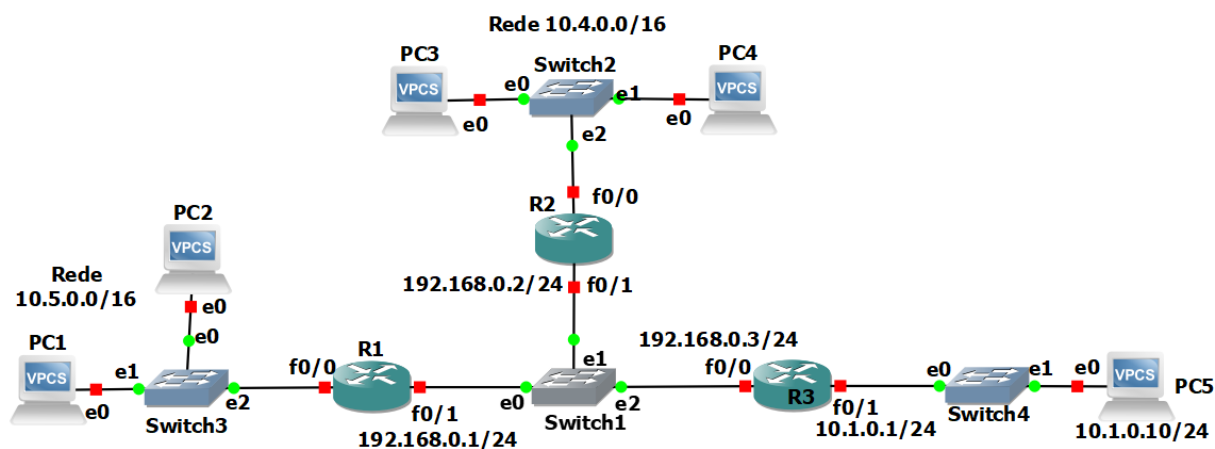 Rede 10.4.0.0/16
PC3
Switch2
PC4
VPCS
e0
e1
VPCS
e0
e0
e2
PC2
f0/0
R2
VPCS
Rede
10.5.0.0/16
192.168.0.2/24
f0/1
e0
e0
PC1
R1
192.168.0.3/24
VPCS
e1
f0/0
e1
f0/0
e0
e1
e0
VPCS
PC5
e0
e2
f0/1
e0
e2
R3
f0/1
Switch3
192.168.0.1/24
Switch1
10.1.0.1/24
Switch4
10.1.0.10/24